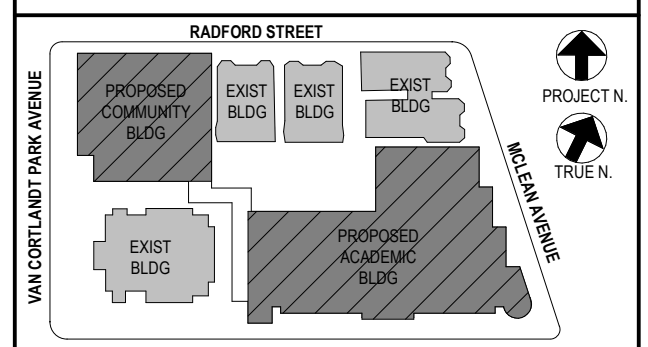 RADFORD STREET
VAN CORTLANDT PARK AVENUE
PROPOSED
COMMUNITY
BLDG
EXIST
BLDG
EXIST
BLDG
EXIST
BLDG
PROJECT N.
TRUE N.
MCLEAN AVENUE
EXIST
BLDG
PROPOSED
ACADEMIC
BLDG